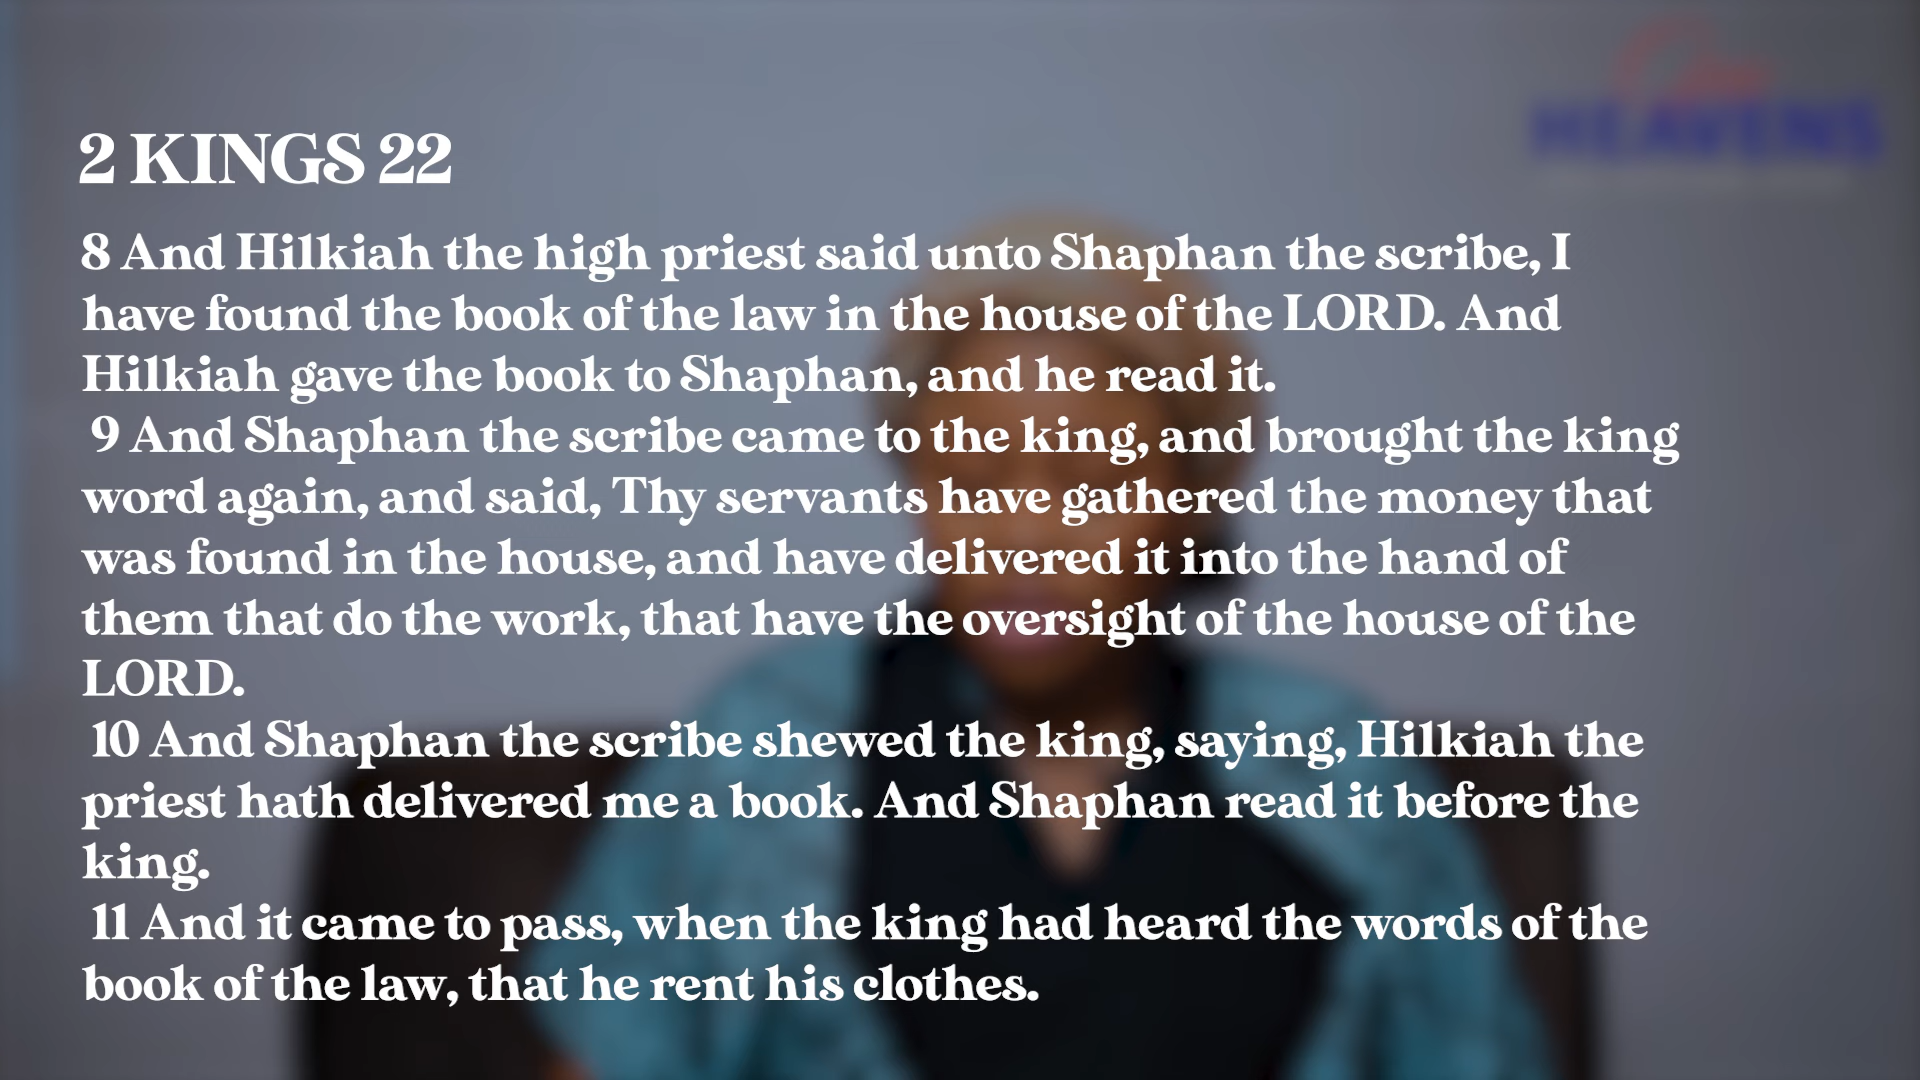 HEAVENS
2 KINGS 22
8 And Hilkiah the high priest said unto Shaphan the scribe, I
have found the book of the law in the house of the LORD. And
Hilkiah gave the book to Shaphan, and he read it.
9 And Shaphan the scribe came to the king, and brought the king
word again, and said, Thy servants have gathered the money that
was found in the house, and have delivered it into the hand of
them that do the work, that have the oversight of the house of the
LORD.
10 And Shaphan the scribe shewed the king, saying, Hilkiah the
priest hath delivered me a book. And Shaphan read it before the
king.
11 And it came to pass, when the king had heard the words of the
book of the law, that he rent his clothes.